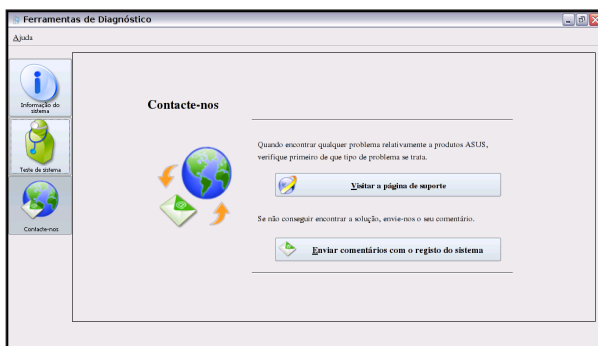 Ferramentas de Diagnóstico
Ajuda
Informação do
sistema
Teste de sistema
Contacte-nos
Contacte-nos
Quando encontrar qualquer problema relativamente a produtos ASUS,
verifique primeiro de que tipo de problema se trata.
Visitar a página de suporte
Se não conseguir encontrar a solução, envie-nos o seu comentário.
Enviar comentários com o registo do sistema